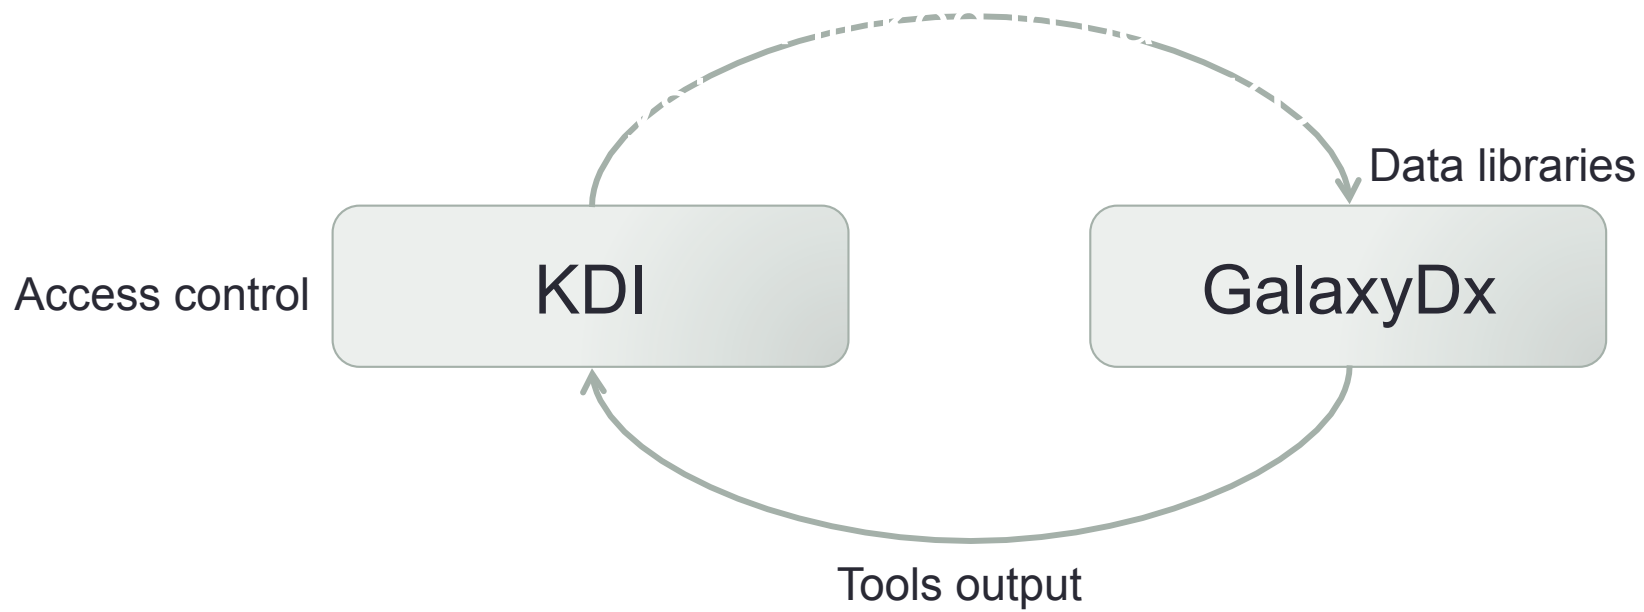 Data libraries
Access control
KDI
GalaxyDx
Tools output